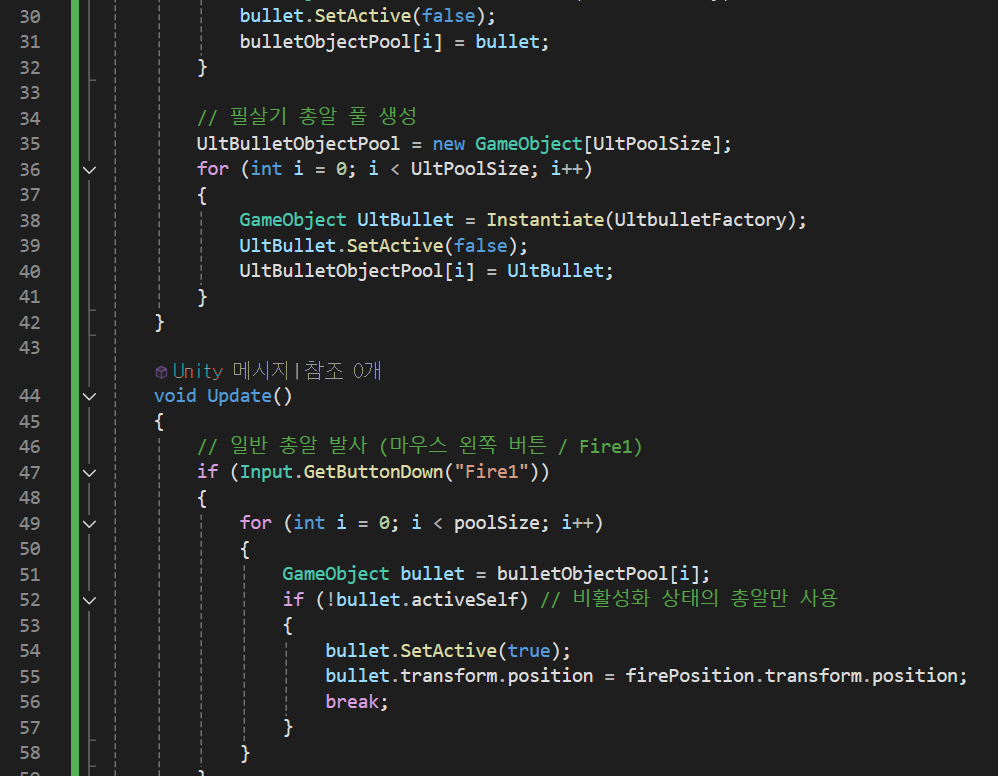 30 bullet.SetActive(false);
31 bulletObjectPool[i] = bullet;
32 }
33
34 // 필살기 총알 풀 생성
35 UltBulletObjectPool = new GameObject[UltPoolSize];
36 for (int i = 0; i < UltPoolSize; i++)
37 {
38 GameObject UltBullet = Instantiate(UltbulletFactory);
39 UltBullet.SetActive(false);
40 UltBulletObjectPool[i] = UltBullet;
41 }
42 }
43
Unity 메시지|참조 0개
44 void Update()
45 {
46 // 일반 총알 발사 (마우스 왼쪽 버튼 / Fire1)
47 if (Input.GetButtonDown("Fire1"))
48 {
49 for (int i = 0; i < poolSize; i++)
50 {
51 GameObject bullet = bulletObjectPool[i];
52 if (!bullet.activeSelf) // 비활성화 상태의 총알만 사용
53 {
54 bullet.SetActive(true);
55 bullet.transform.position = firePosition.transform.position;
56 break;
57 }
58 }